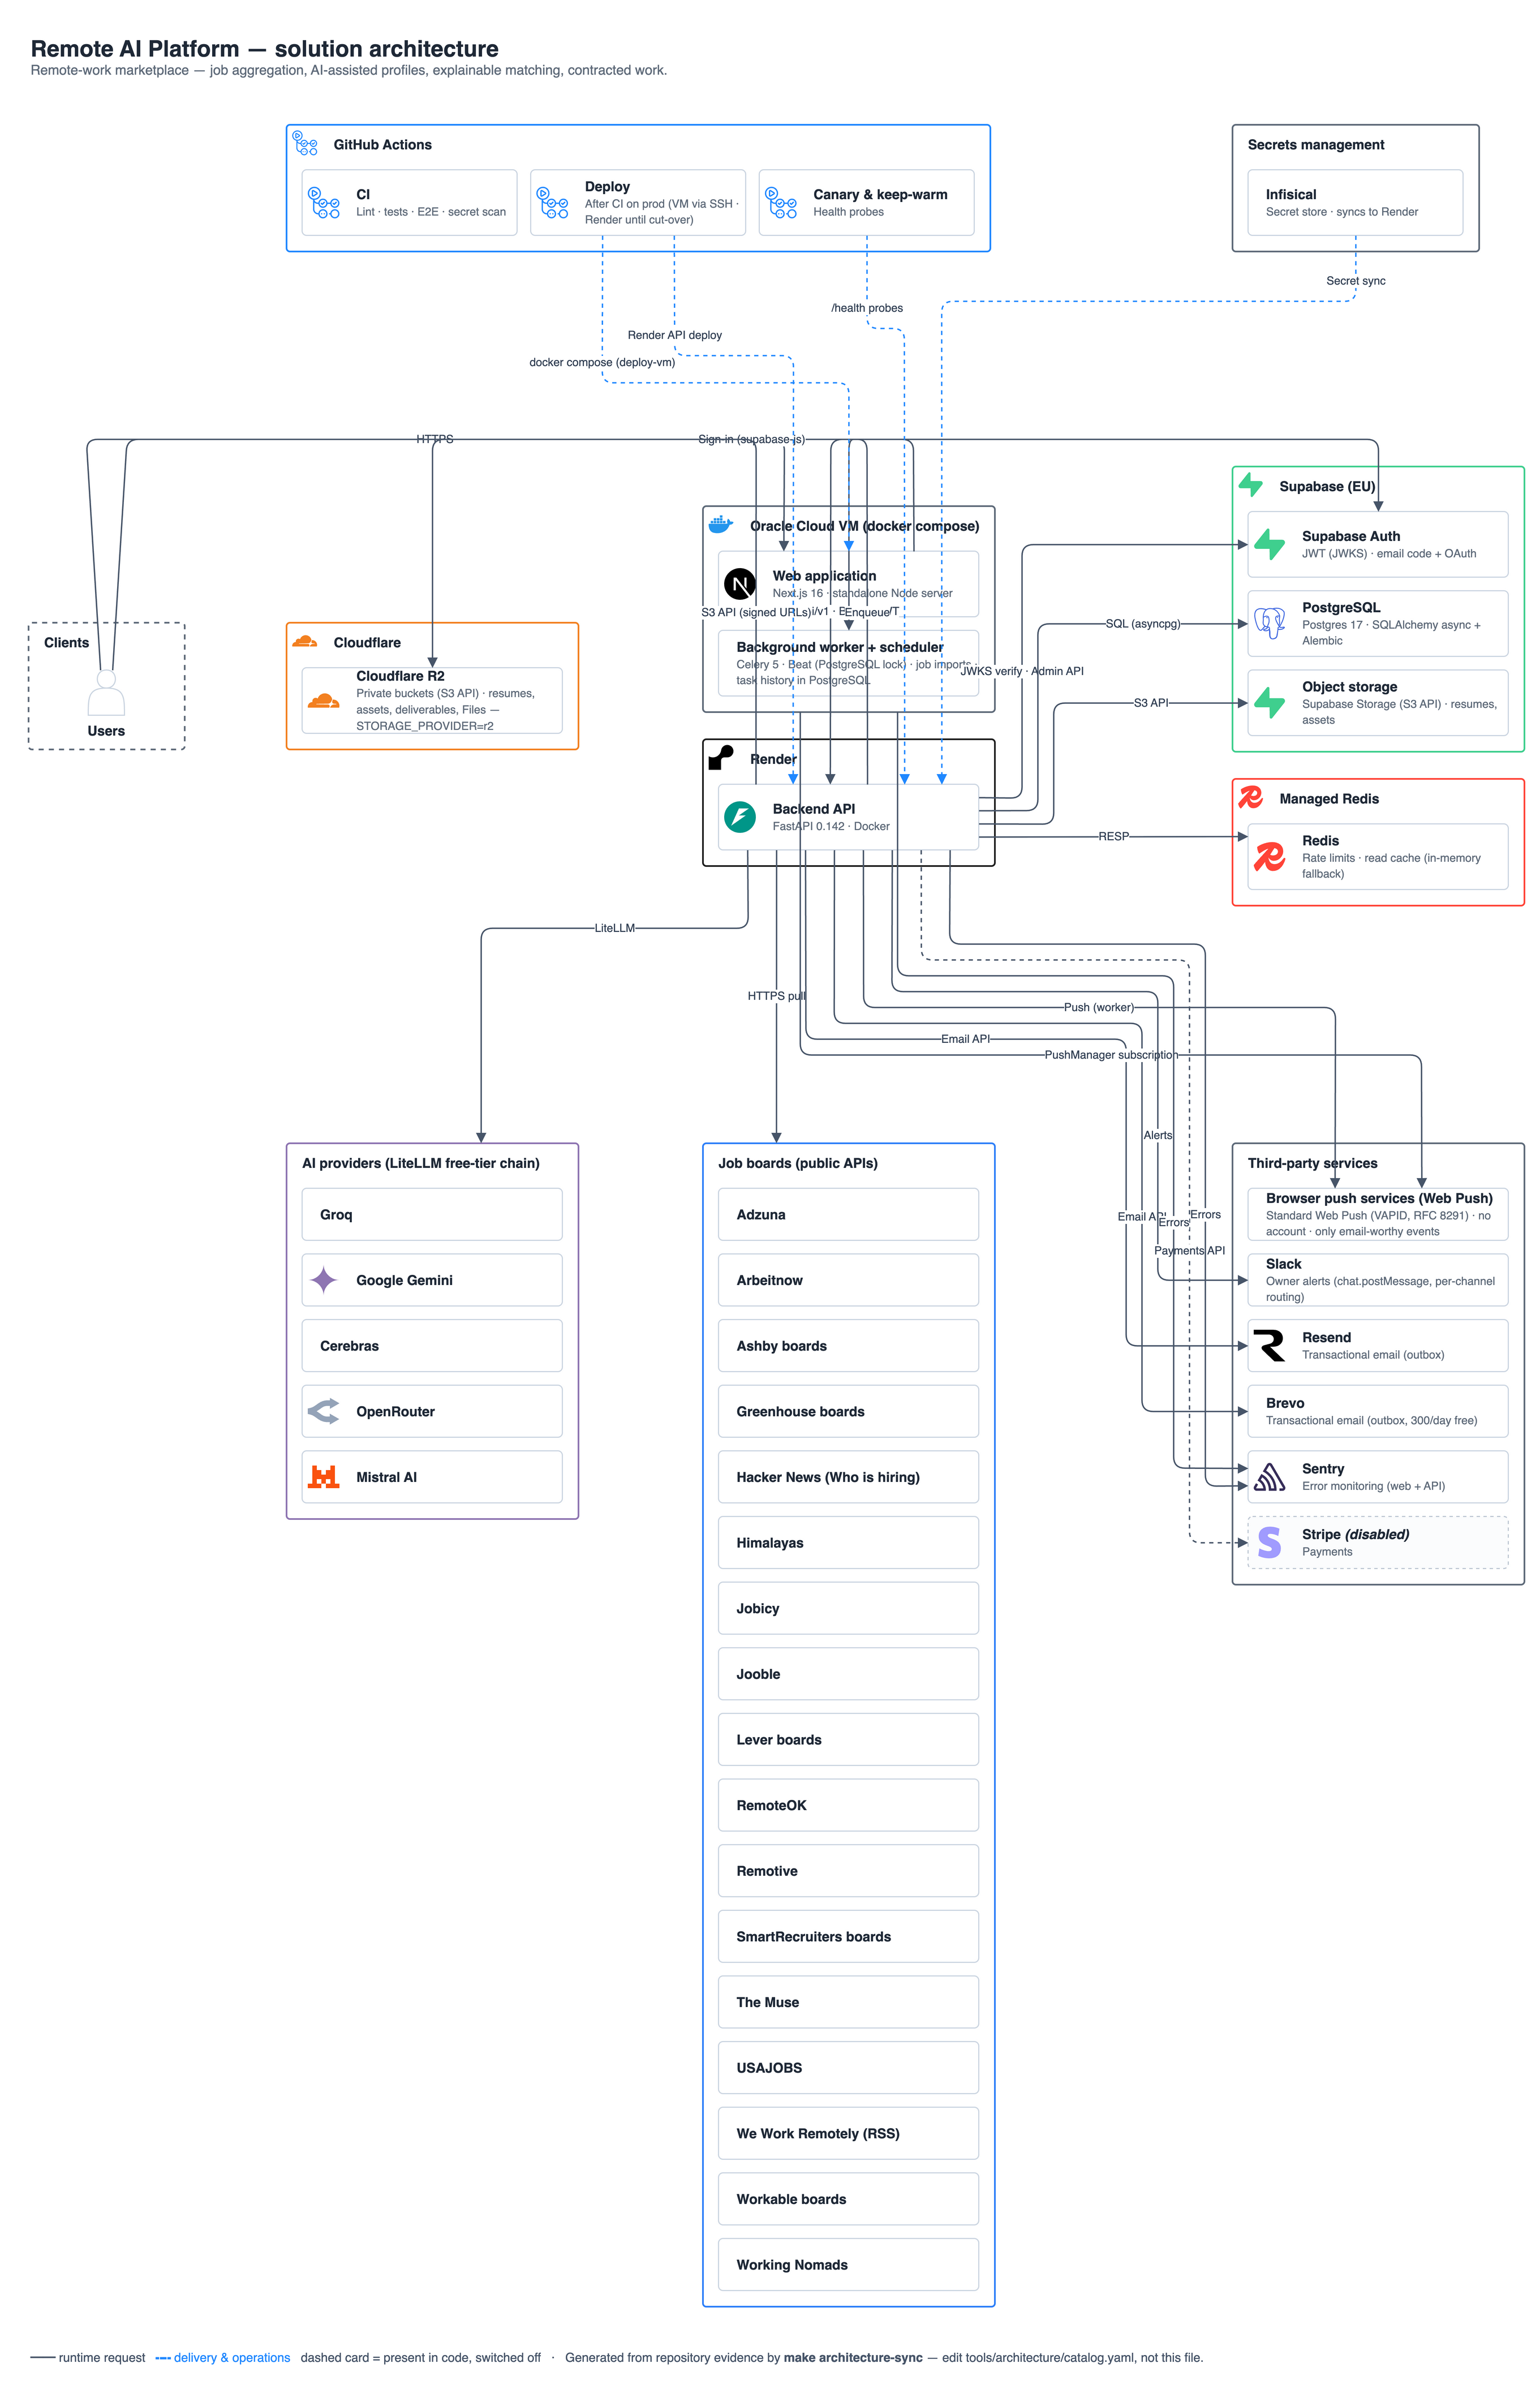 Remote AI Platform — solution architecture
Remote-work marketplace — job aggregation, AI-assisted profiles, explainable matching, contracted work.
GitHub Actions
CI
Lint · tests · E2E · secret scan
Deploy
After CI on prod (VM via SSH ·
Render until cut-over)
Canary & keep-warm
Health probes
Secrets management
Infisical
Secret store · syncs to Render
Secret sync
/health probes
Render API deploy
docker compose (deploy-vm)
HTTPS
Sign-in (supabase-js)
Clients
Users
Cloudflare
Cloudflare R2
Private buckets (S3 API) · resumes,
assets, deliverables, Files —
STORAGE_PROVIDER=r2
Oracle Cloud VM (docker compose)
Web application
Next.js 16 · standalone Node server
S3 API (signed URLs)
Enqueue
Background worker + scheduler
Celery 5 · Beat (PostgreSQL lock) · job imports ·
task history in PostgreSQL
JWKS verify · Admin API
Render
Backend API
FastAPI 0.142 · Docker
SQL (asyncpg)
S3 API
RESP
Supabase (EU)
Supabase Auth
JWT (JWKS) · email code + OAuth
PostgreSQL
Postgres 17 · SQLAlchemy async +
Alembic
Object storage
Supabase Storage (S3 API) · resumes,
assets
Managed Redis
Redis
Rate limits · read cache (in-memory
fallback)
LiteLLM
HTTPS pull
Push (worker)
Email API
PushManager subscription
Alerts
Email API
Errors
Errors
Payments API
AI providers (LiteLLM free-tier chain)
Groq
Google Gemini
Cerebras
OpenRouter
Mistral AI
Job boards (public APIs)
Adzuna
Arbeitnow
Ashby boards
Greenhouse boards
Hacker News (Who is hiring)
Himalayas
Jobicy
Jooble
Lever boards
RemoteOK
Remotive
SmartRecruiters boards
The Muse
USAJOBS
We Work Remotely (RSS)
Workable boards
Working Nomads
Third-party services
Browser push services (Web Push)
Standard Web Push (VAPID, RFC 8291) · no
account · only email-worthy events
Slack
Owner alerts (chat.postMessage, per-channel
routing)
Resend
Transactional email (outbox)
Brevo
Transactional email (outbox, 300/day free)
Sentry
Error monitoring (web + API)
Stripe (disabled)
Payments
runtime request delivery & operations dashed card = present in code, switched off · Generated from repository evidence by make architecture-sync — edit tools/architecture/catalog.yaml, not this file.